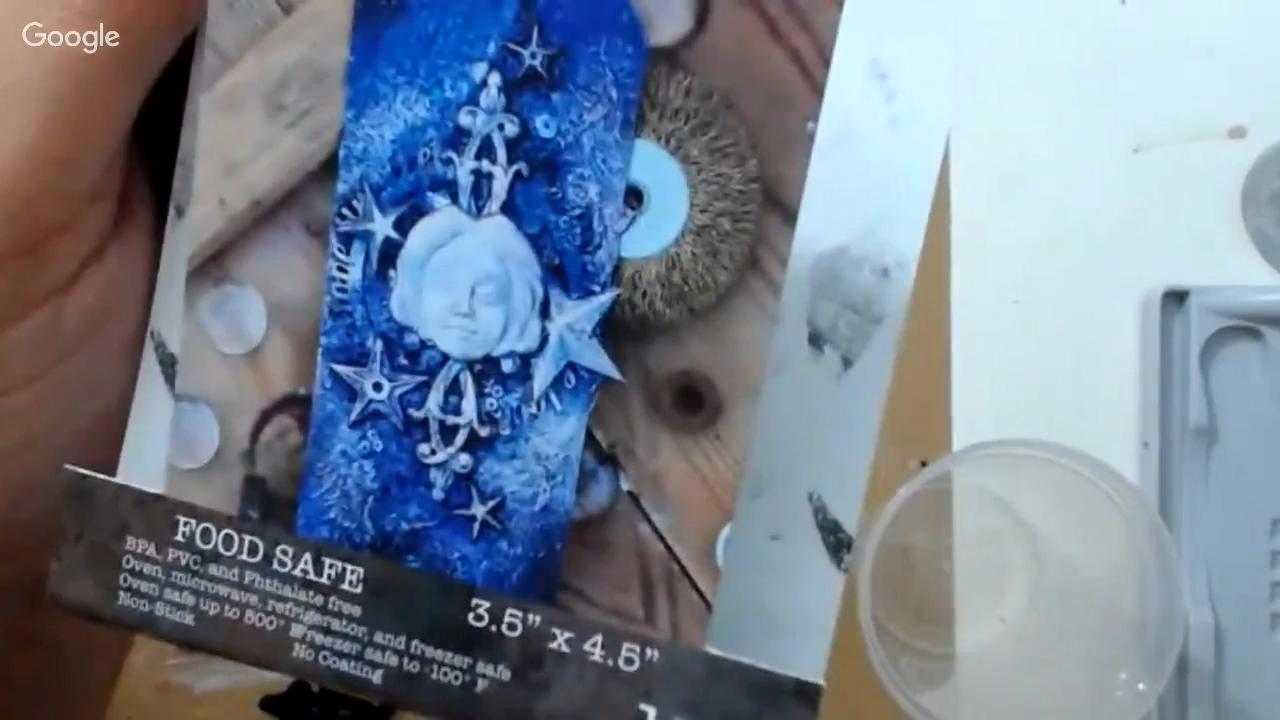 Google
FOOD SAFE
BPA, PVC, and Phthalate free
Oven, microwave, refrigerator, and freezer safe
Oven safe up to 500° F
Freezer safe to -100° F
Non-Stick
No Coating
3.5" x 4.5"